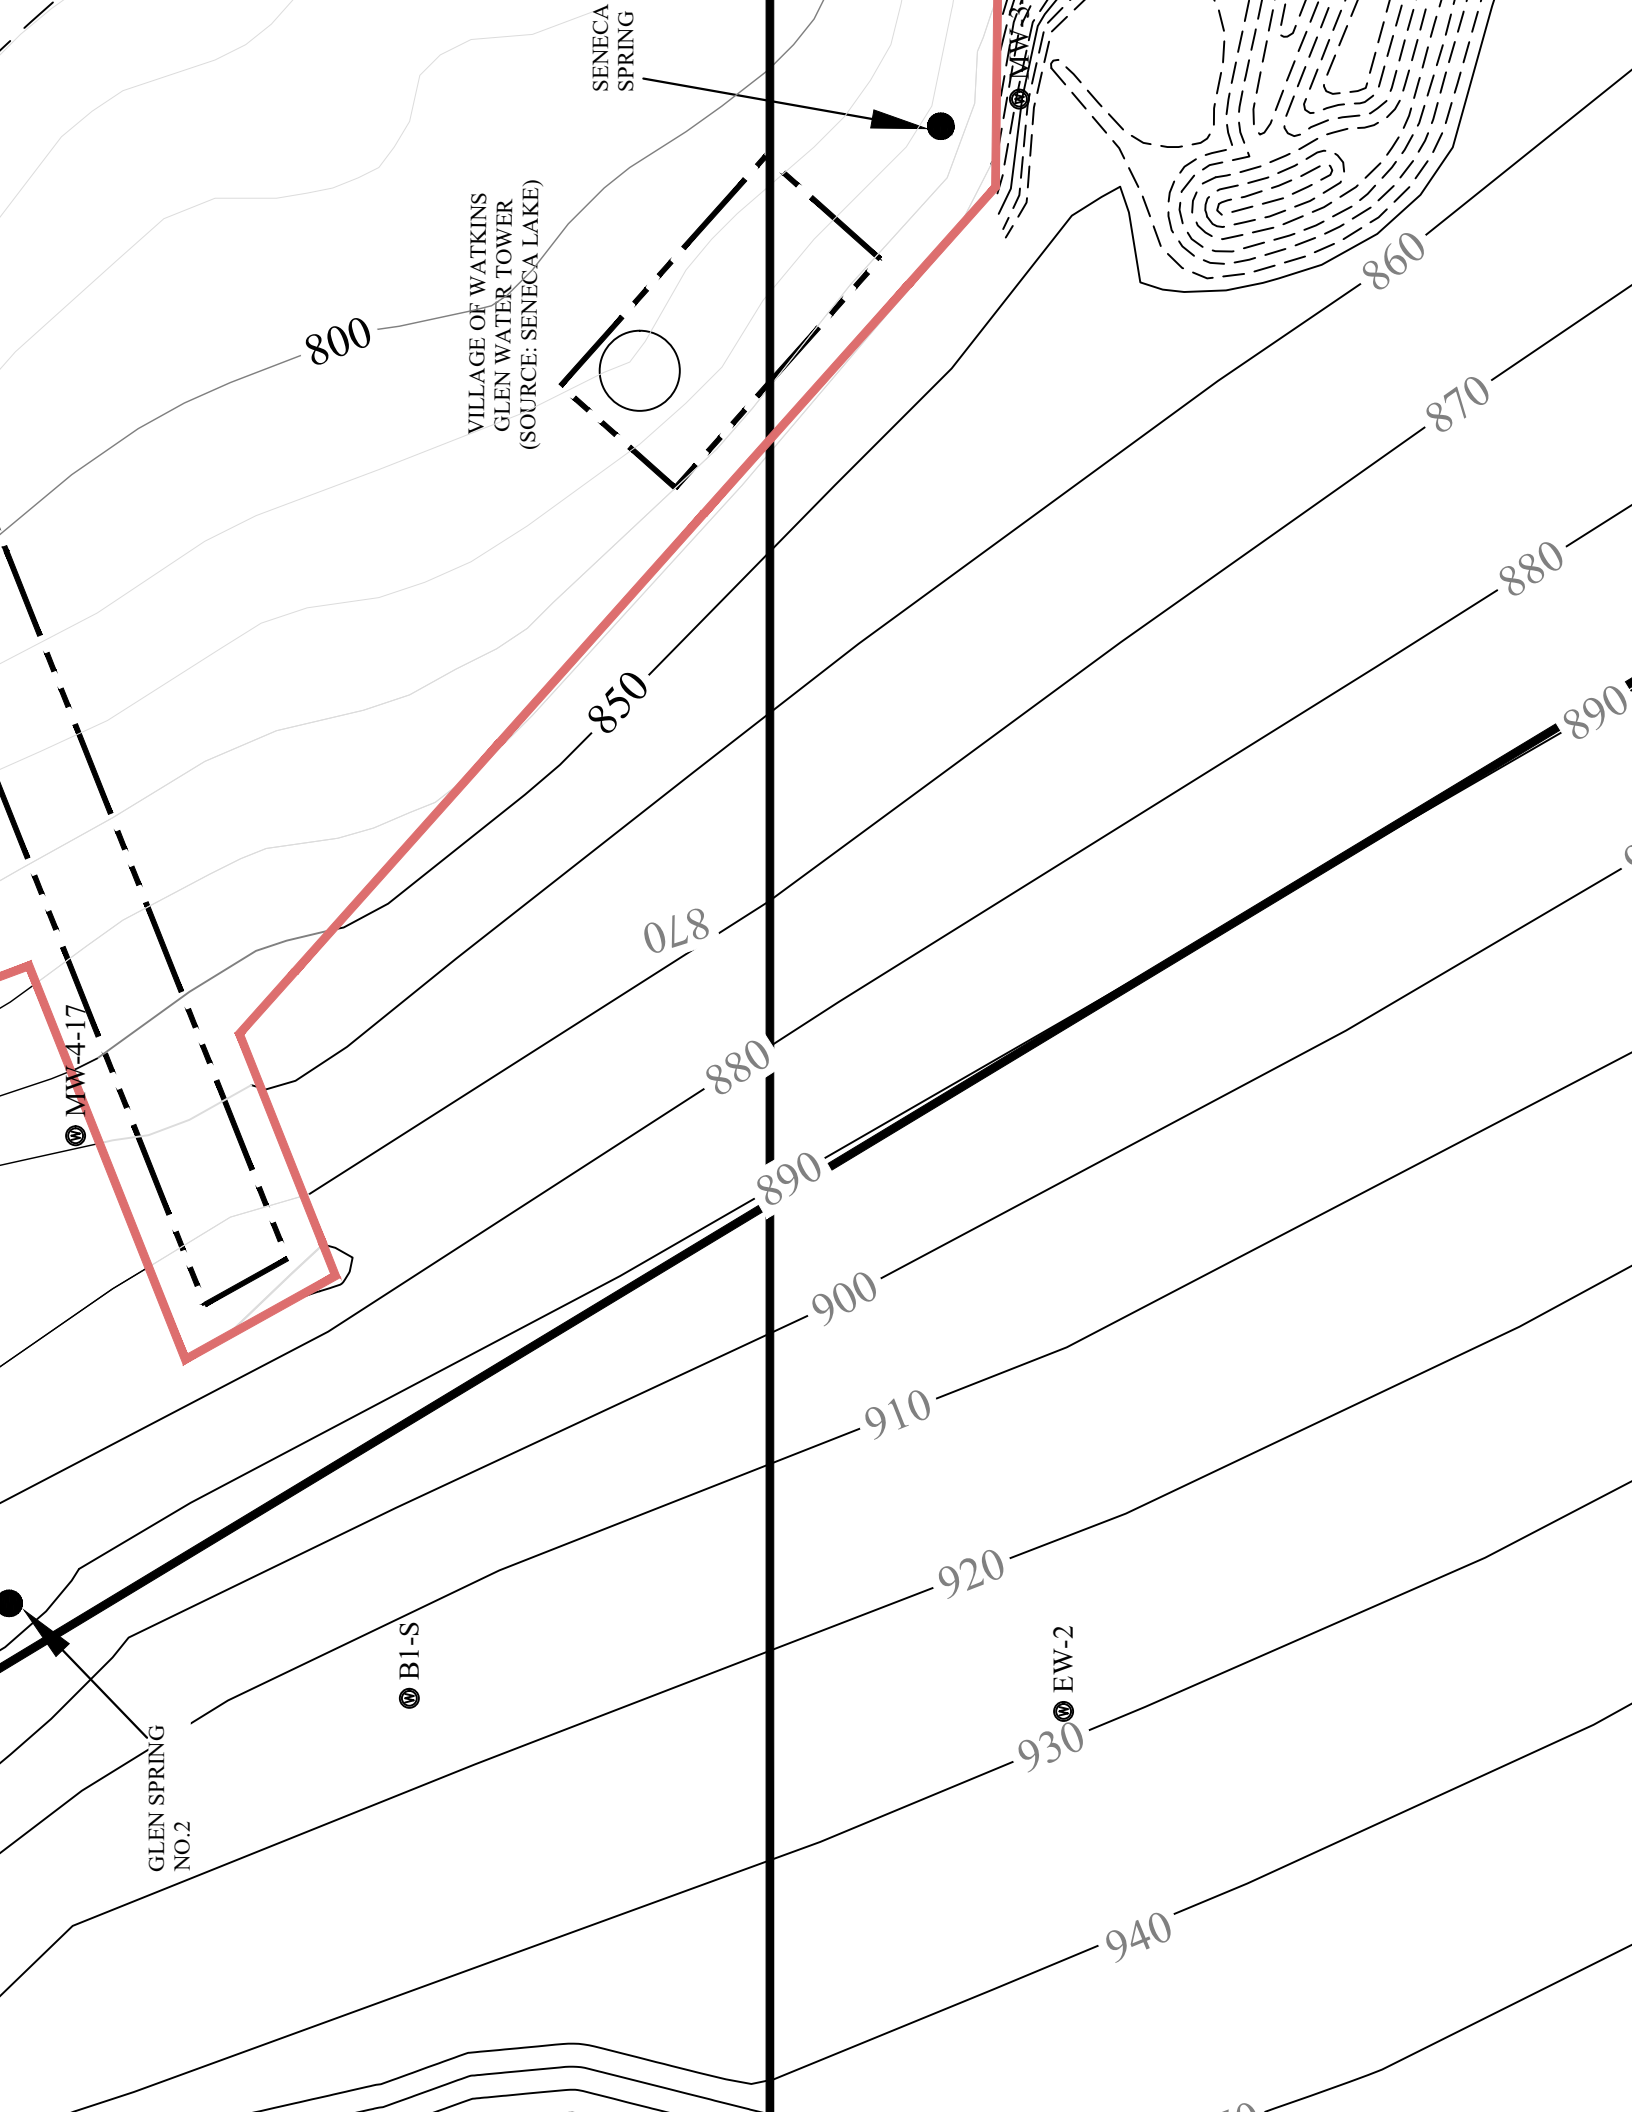 SENECA
SPRING
MW-3-
VILLAGE OF WATKINS
GLEN WATER TOWER
(SOURCE: SENECA LAKE)
800
860
870
880
850
890
870
880
MW-4-17
890
900
910
920
B1-S
EW-2
930
GLEN SPRING
NO.2
940